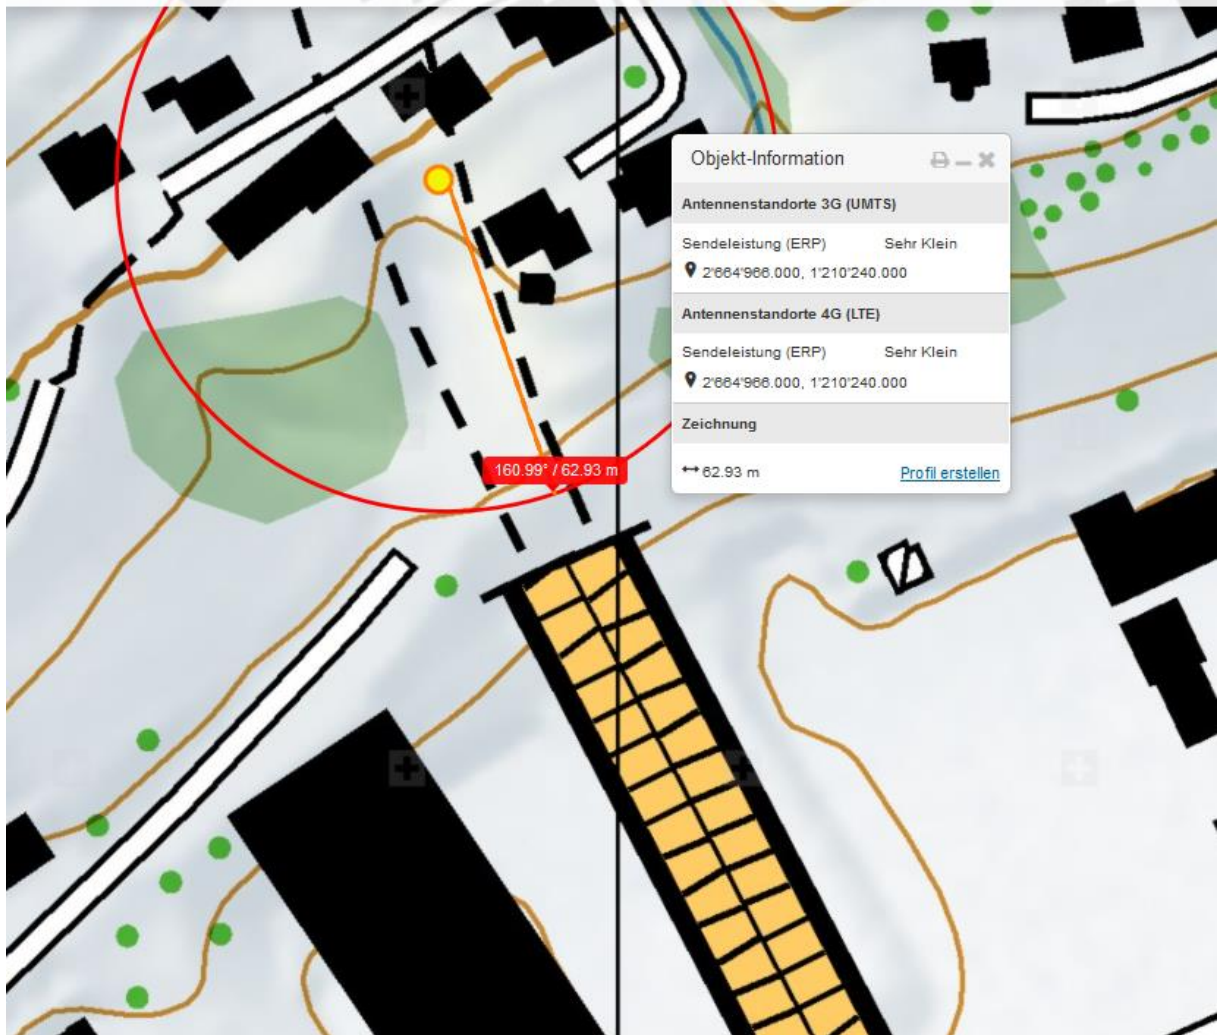 Objekt-Information
Antennenstandorte 3G (UMTS)
Sendeleistung (ERP) Sehr Klein
2'664'966.000, 1'210'240.000
Antennenstandorte 4G (LTE)
Sendeleistung (ERP) Sehr Klein
2'664'966.000, 1'210'240.000
Zeichnung
62.93 m Profil erstellen
160.99° / 62.93 m